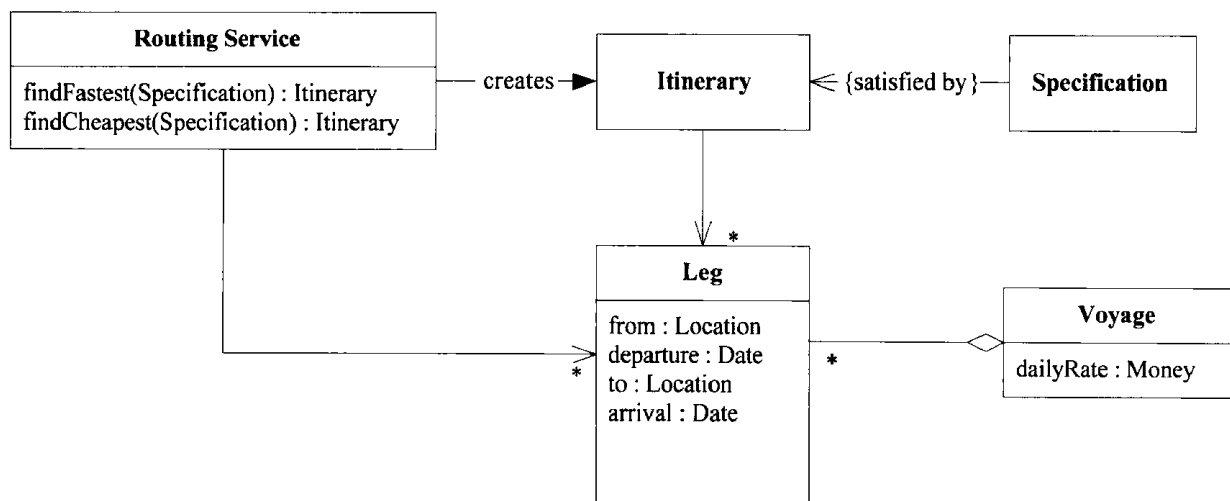 Routing Service
findFastest(Specification) : Itinerary
findCheapest(Specification) : Itinerary
creates
Itinerary
{satisfied by}
Specification
*
Leg
from : Location
departure : Date
to : Location
arrival : Date
*
*
Voyage
dailyRate : Money